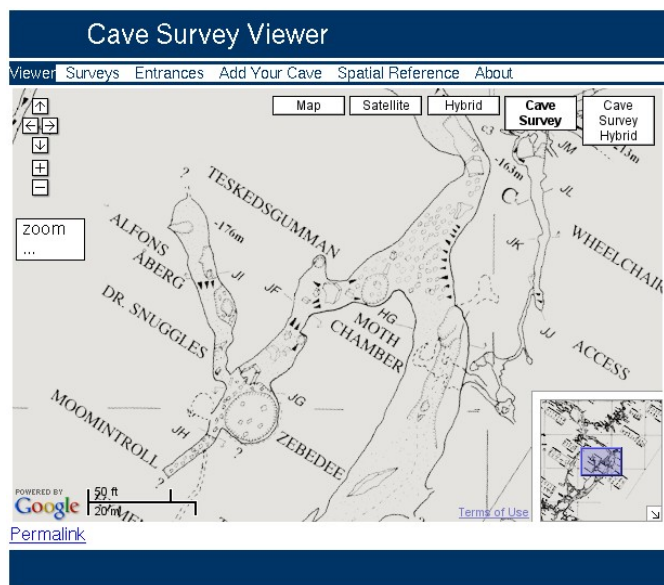 Cave Survey Viewer
Viewer Surveys Entrances Add Your Cave Spatial Reference About
Map Satellite Hybrid Cave Survey Cave Survey Hybrid
zoom ...
TESKEDSGUMMAN
ALFONS ÅBERG
-176m
DR. SNUGGLES
MOOMINTROLL
JI
JF
JH
JG
ZEBEDEE
HG
MOTH CHAMBER
-163m
-213m
JM
JL
C
JK
JJ
WHEELCHAIR
ACCESS
?
?
?
?
POWERED BY Google
50 ft
20 m
Terms of Use
Permalink